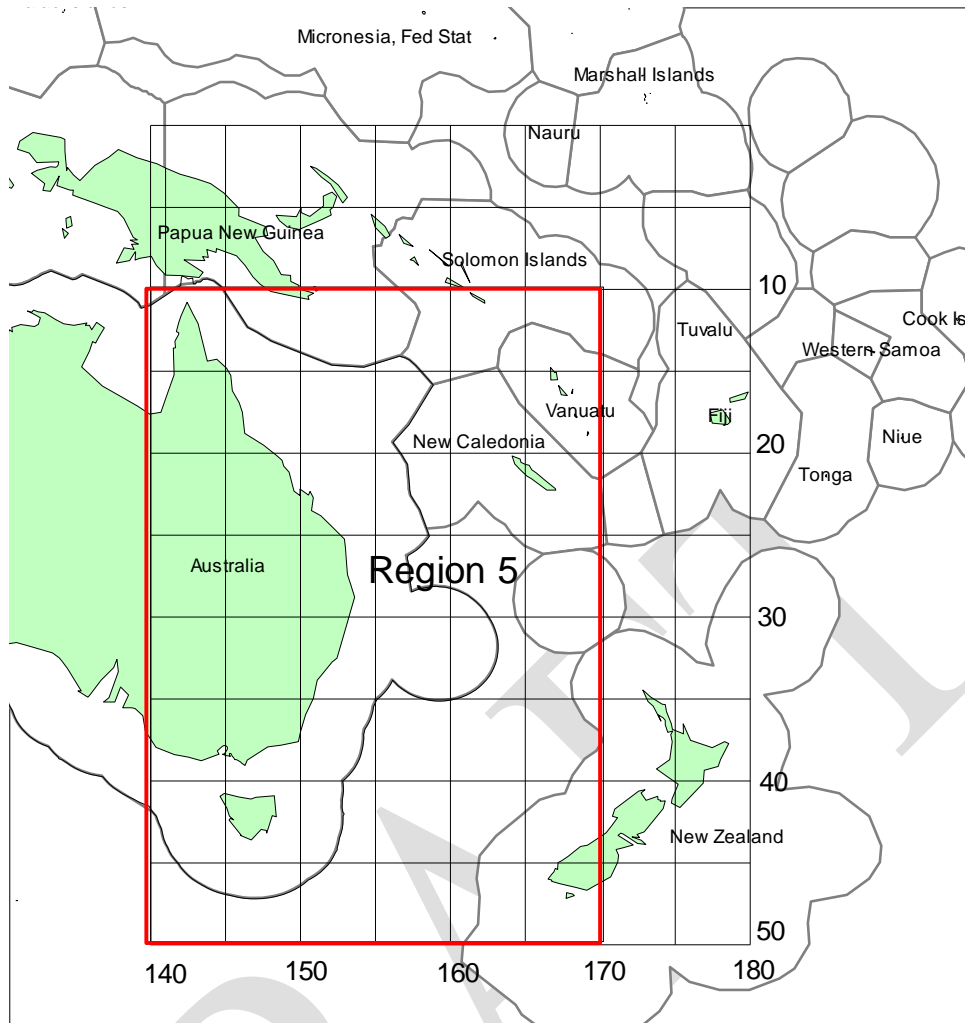 Micronesia, Fed Stat
Marshall Islands
Nauru
Papua New Guinea
Solomon Islands
10
Tuvalu
Cook Is
Western Samoa
Vanuatu
Fiji
New Caledonia
20
Niue
Tonga
Australia
Region 5
30
40
New Zealand
50
140
150
160
170
180